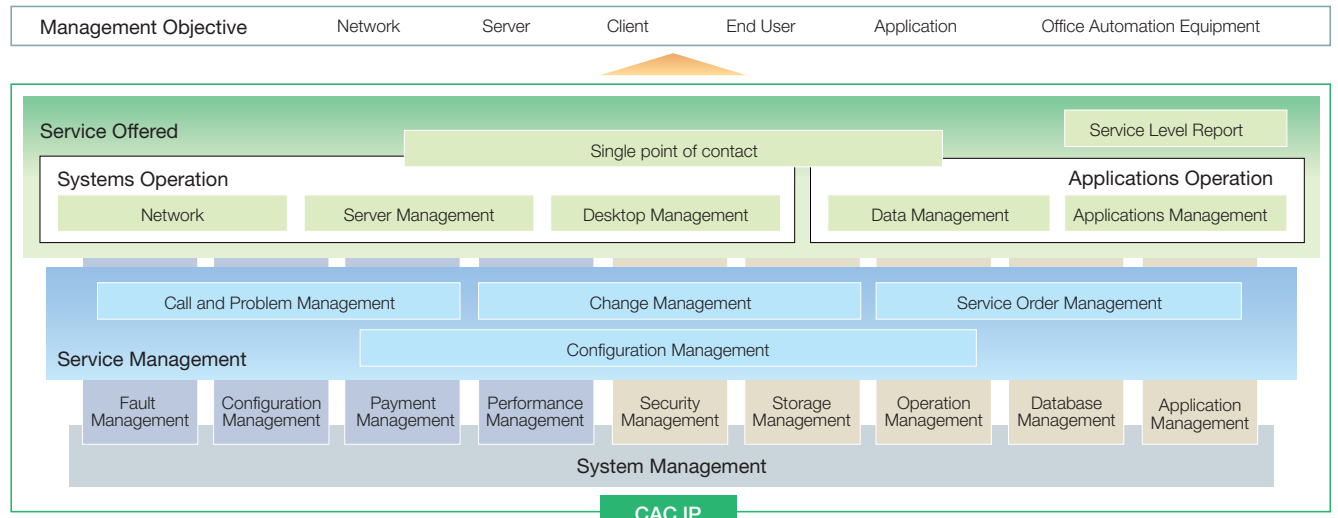 Management Objective Network Server Client End User Application Office Automation Equipment
Service Offered
Service Level Report
Single point of contact
Systems Operation
Applications Operation
Network
Server Management
Desktop Management
Data Management
Applications Management
Call and Problem Management
Change Management
Service Order Management
Configuration Management
Service Management
Fault
Management
Configuration
Management
Payment
Management
Performance
Management
Security
Management
Storage
Management
Operation
Management
Database
Management
Application
Management
System Management
CAC IP